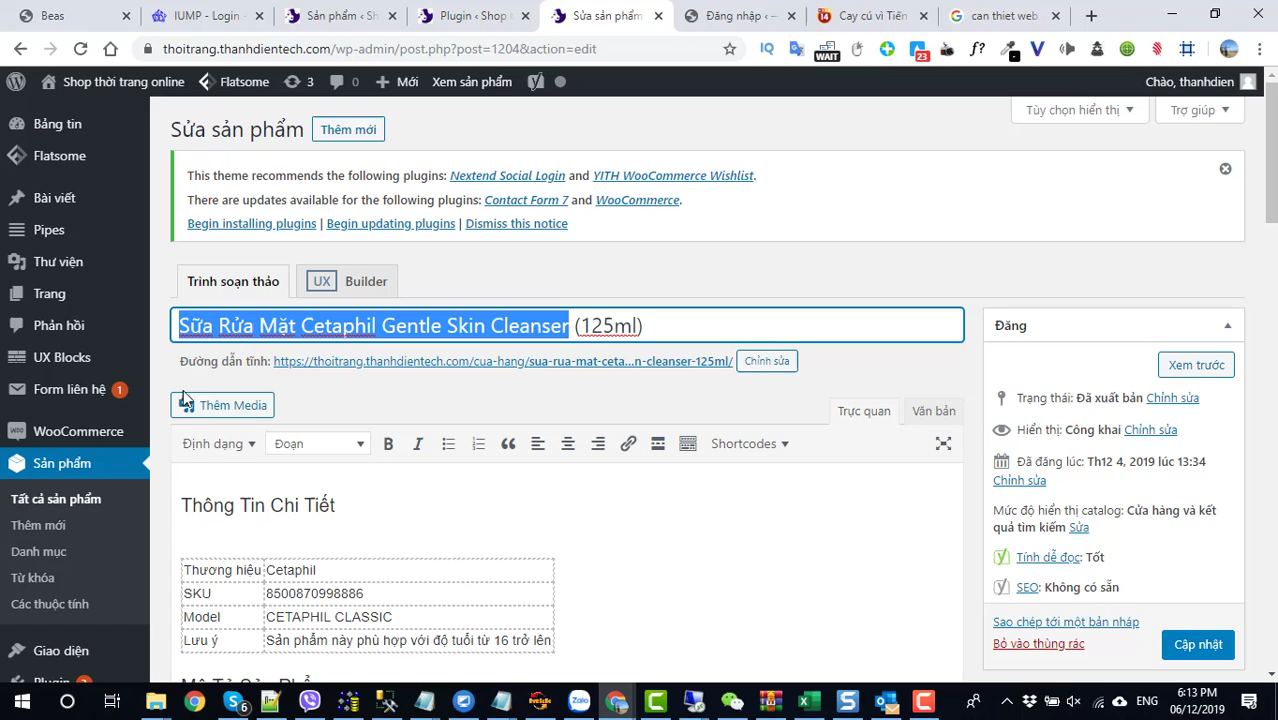 Beas
IUMP - Login -
Sản phẩm ‹ Sh
Plugin ‹ Shop t
Sửa sản phẩm
Đăng nhập ‹ –
Cay cú vì Tiến
can thiet web
thoitrang.thanhdientech.com/wp-admin/post.php?post=1204&action=edit
WAIT
23
f?
Shop thời trang online
Flatsome
3
0
Mới
Xem sản phẩm
Chào, thanhdien
Bảng tin
Flatsome
Bài viết
Pipes
Thư viện
Trang
Phản hồi
UX Blocks
Form liên hệ 1
WooCommerce
Sản phẩm
Tất cả sản phẩm
Thêm mới
Danh mục
Từ khóa
Các thuộc tính
Giao diện
Plugin
Tùy chọn hiển thị
Trợ giúp
Sửa sản phẩm
Thêm mới
This theme recommends the following plugins: Nextend Social Login and YITH WooCommerce Wishlist.
There are updates available for the following plugins: Contact Form 7 and WooCommerce.
Begin installing plugins | Begin updating plugins | Dismiss this notice
Trình soạn thảo
UX Builder
Sữa Rửa Mặt Cetaphil Gentle Skin Cleanser (125ml)
Đường dẫn tĩnh: https://thoitrang.thanhdientech.com/cua-hang/sua-rua-mat-ceta...n-cleanser-125ml/
Chỉnh sửa
Thêm Media
Trực quan
Văn bản
Định dạng
Đoạn
B I
Shortcodes
Thông Tin Chi Tiết
Thương hiệu Cetaphil
SKU 8500870998886
Model CETAPHIL CLASSIC
Lưu ý Sản phẩm này phù hợp với độ tuổi từ 16 trở lên
Đăng
Xem trước
Trạng thái: Đã xuất bản Chỉnh sửa
Hiển thị: Công khai Chỉnh sửa
Đã đăng lúc: Th12 4, 2019 lúc 13:34
Chỉnh sửa
Mức độ hiển thị catalog: Cửa hàng và kết
quả tìm kiếm Sửa
Tính dễ đọc: Tốt
SEO: Không có sẵn
Sao chép tới một bản nháp
Bỏ vào thùng rác
Cập nhật
6
Zalo
ENG
6:13 PM
06/12/2019